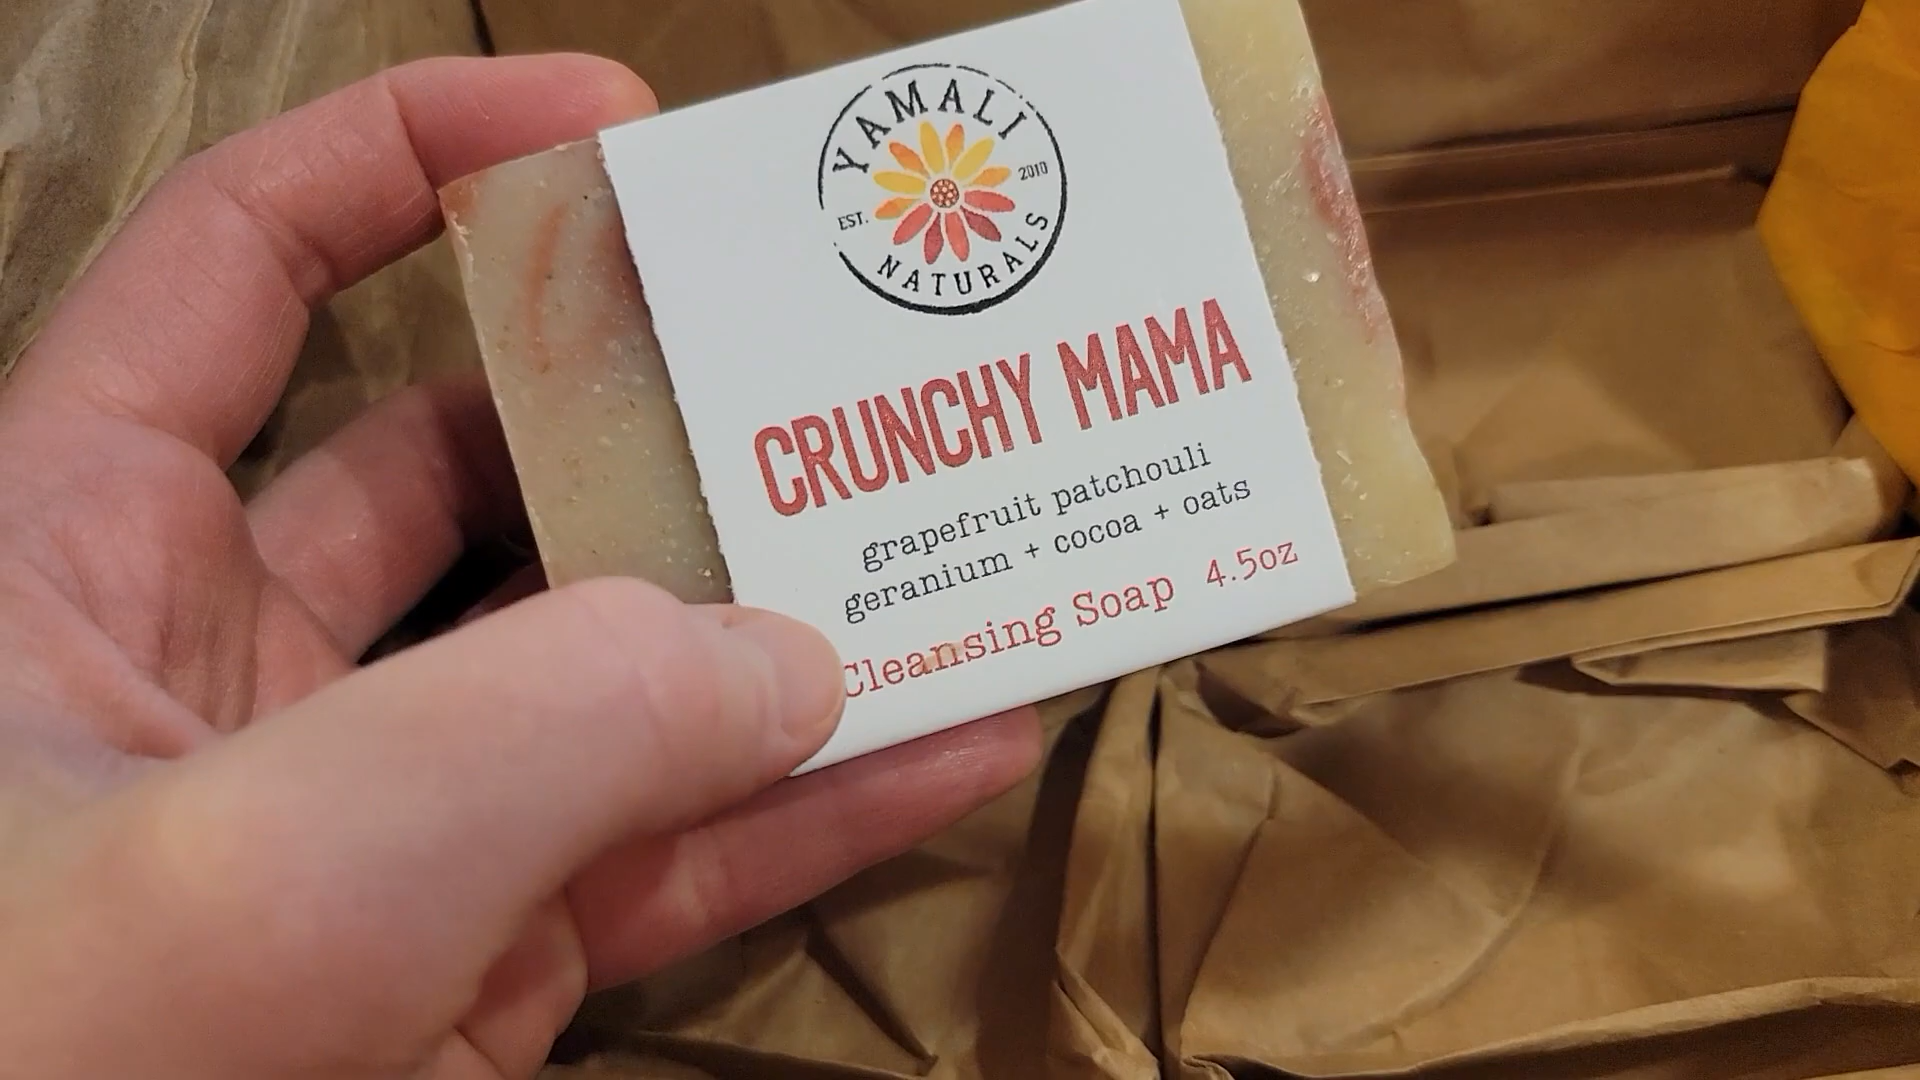 YAMALI
EST. 2010
NATURALS
CRUNCHY MAMA
grapefruit patchouli
geranium + cocoa + oats
Cleansing Soap 4.5oz